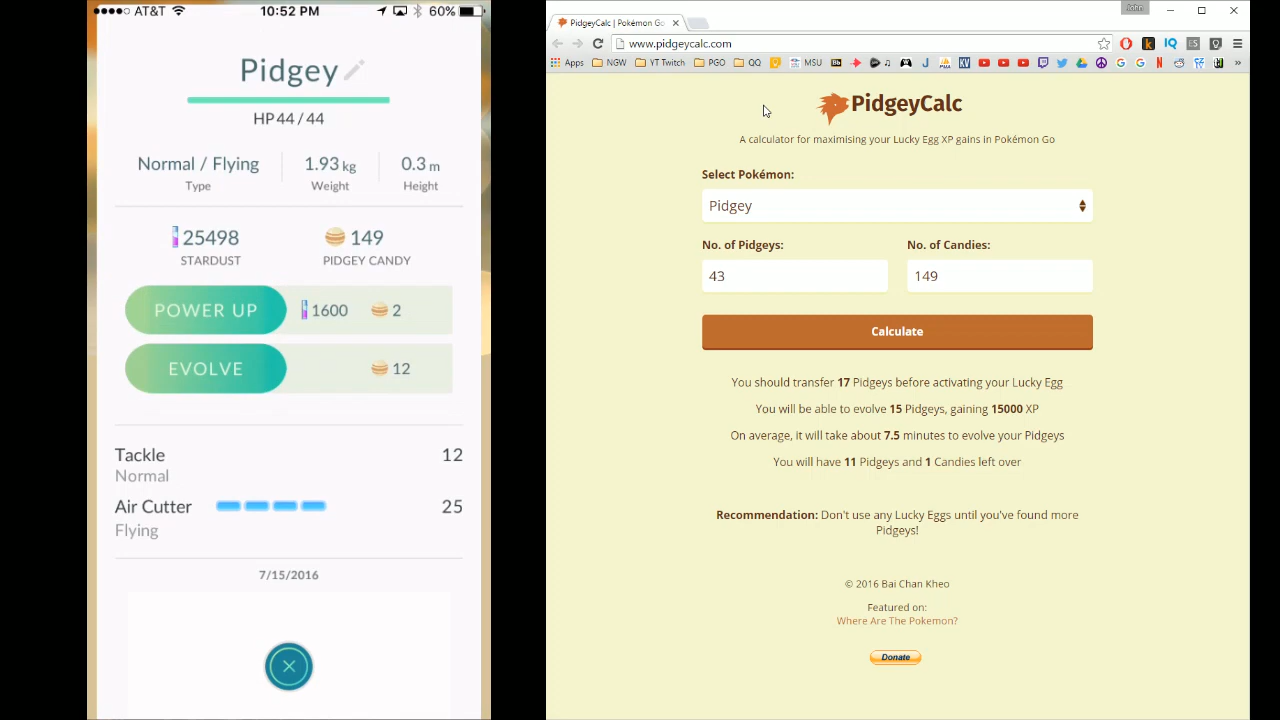 AT&T 10:52 PM 60%
Pidgey
HP 44 / 44
Normal / Flying 1.93 kg 0.3 m
Type Weight Height
25498 149
STARDUST PIDGEY CANDY
POWER UP 1600 2
EVOLVE 12
Tackle 12
Normal
Air Cutter 25
Flying
7/15/2016
John
PidgeyCalc | Pokémon Go
www.pidgeycalc.com
Apps NGW YT Twitch PGO QQ MSU
PidgeyCalc
A calculator for maximising your Lucky Egg XP gains in Pokémon Go
Select Pokémon:
Pidgey
No. of Pidgeys: No. of Candies:
43 149
Calculate
You should transfer 17 Pidgeys before activating your Lucky Egg
You will be able to evolve 15 Pidgeys, gaining 15000 XP
On average, it will take about 7.5 minutes to evolve your Pidgeys
You will have 11 Pidgeys and 1 Candies left over
Recommendation: Don't use any Lucky Eggs until you've found more
Pidgeys!
© 2016 Bai Chan Kheo
Featured on:
Where Are The Pokemon?
Donate